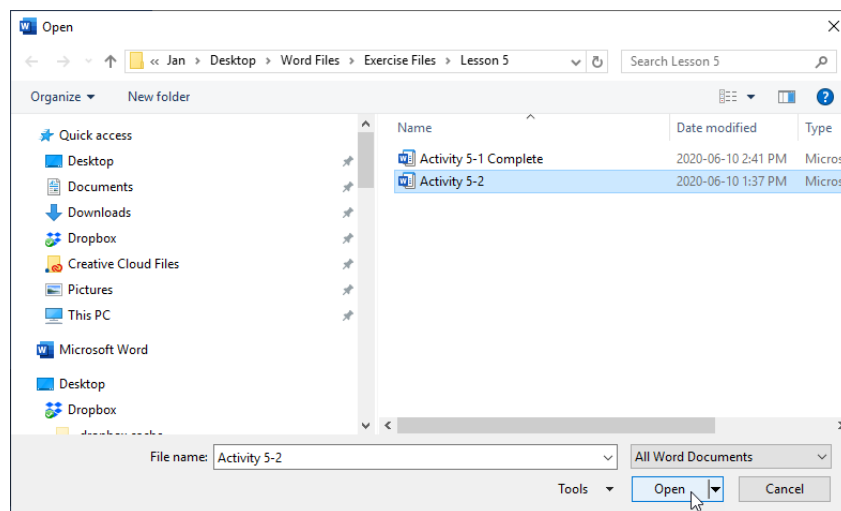 Open
« Jan > Desktop > Word Files > Exercise Files > Lesson 5
Search Lesson 5
Organize
New folder
Name
Date modified
Type
Quick access
Desktop
Documents
Downloads
Dropbox
Creative Cloud Files
Pictures
This PC
Microsoft Word
Desktop
Dropbox
Activity 5-1 Complete 2020-06-10 2:41 PM Micros
Activity 5-2 2020-06-10 1:37 PM Micros
File name: Activity 5-2
All Word Documents
Tools
Open
Cancel